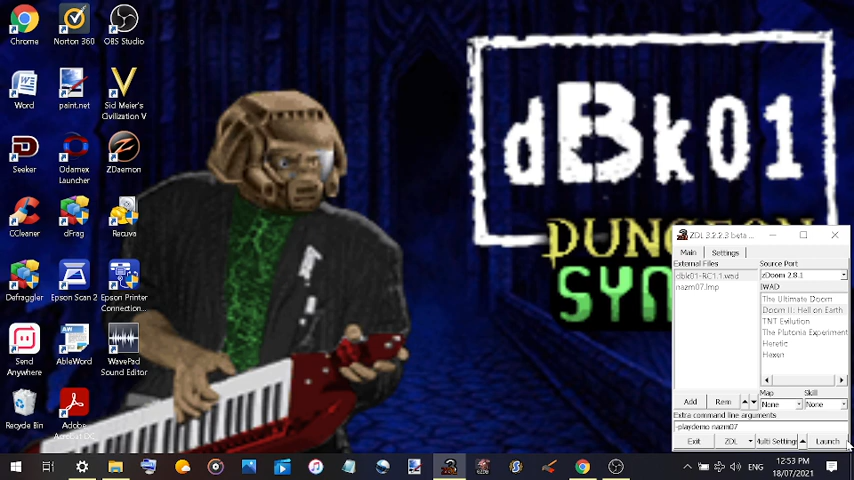 Chrome
Norton 360
OBS Studio
Word
paint.net
Sid Meier's
Civilization V
Seeker
Odamex
Launcher
ZDaemon
CCleaner
dFrag
Recuva
Defraggler
Epson Scan 2
Epson Printer
Connection...
Send
Anywhere
AbleWord
WavePad
Sound Editor
Recycle Bin
Adobe
Acrobat DC
dBk01
DUNGEON
SYN
ZDL 3.2.2.3 beta ...
Main
Settings
External Files
dbk01-RC1.1.wad
nazm07.lmp
Source Port
zDoom 2.8.1
IWAD
The Ultimate Doom
Doom II: Hell on Earth
TNT Evilution
The Plutonia Experiment
Heretic
Hexen
Add
Rem
Map
None
Skill
None
Extra command line arguments
-playdemo nazm07
Exit
ZDL
Multi Settings
Launch
ENG
12:53 PM
18/07/2021